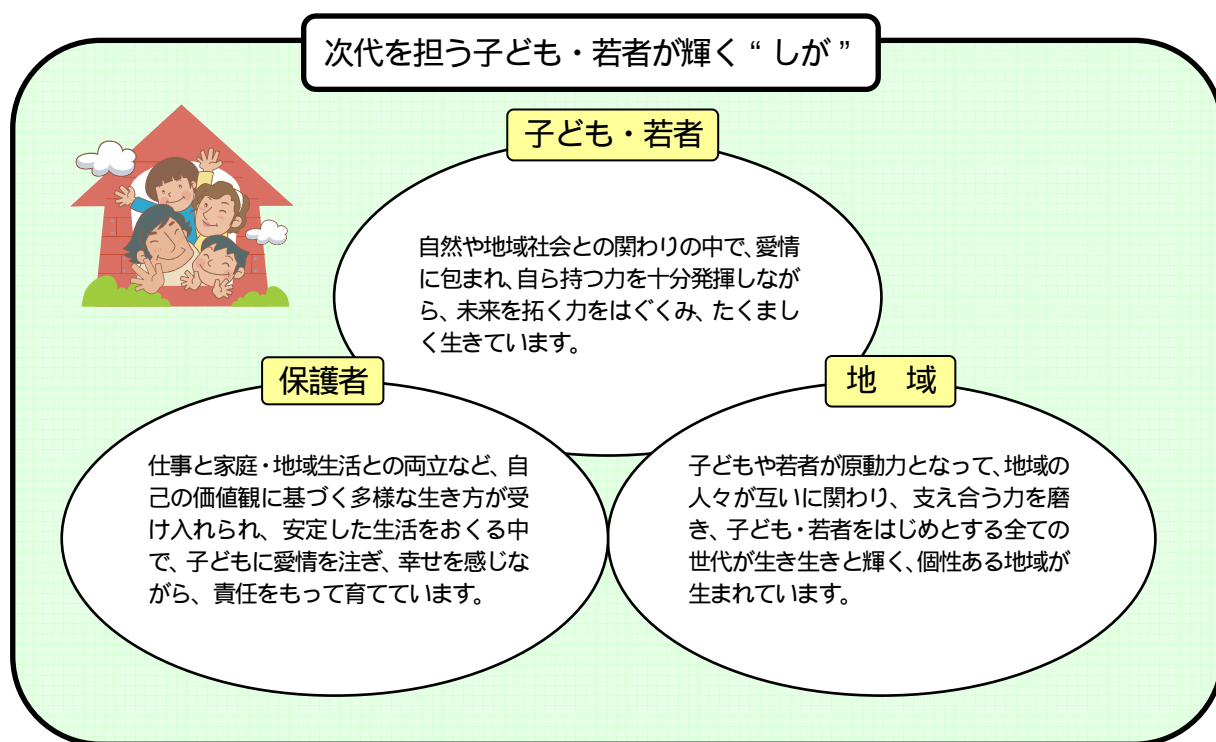 次代を担う子ども・若者が輝く“しが”
子ども・若者
自然や地域社会との関わりの中で、愛情
に包まれ、自ら持つ力を十分発揮しなが
ら、未来を拓く力をはぐくみ、たくまし
く生きています。
保護者
仕事と家庭・地域生活との両立など、自
己の価値観に基づく多様な生き方が受
け入れられ、安定した生活をおくる中
で、子どもに愛情を注ぎ、幸せを感じな
がら、責任をもって育てています。
地　域
子どもや若者が原動力となって、地域の
人々が互いに関わり、支え合う力を磨
き、子ども・若者をはじめとする全ての
世代が生き生きと輝く、個性ある地域が
生まれています。